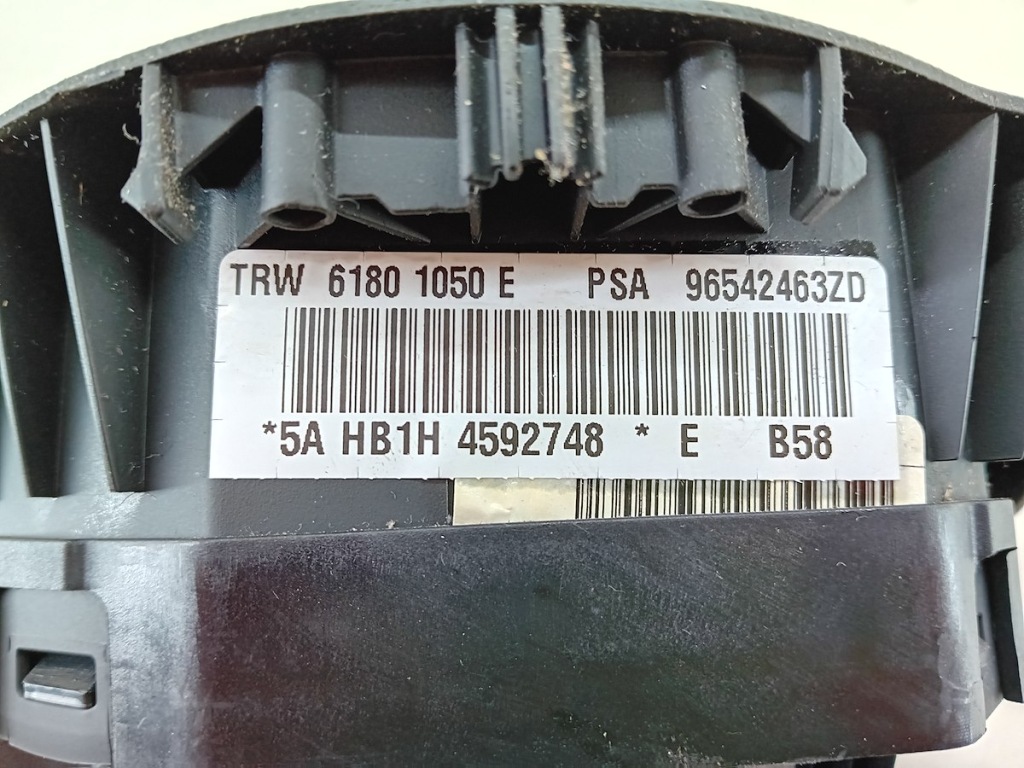 TRW 6180 1050 E PSA 96542463ZD
*5A HB1H 4592748 * E B58